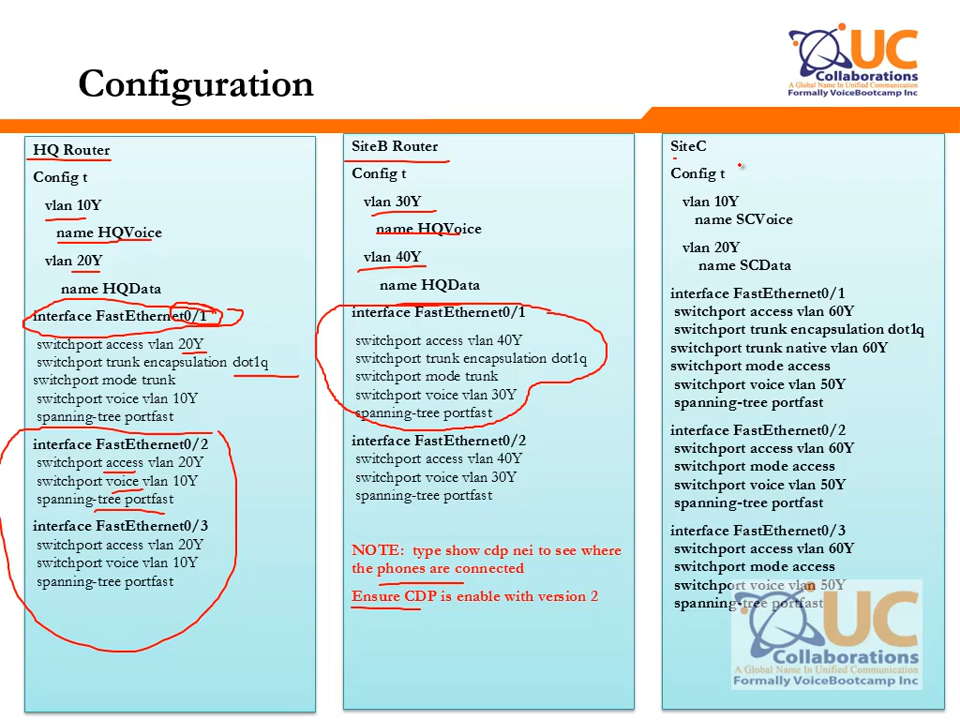 UC
Collaborations
A Global Name In Unified Communication
Formally VoiceBootcamp Inc
Configuration
HQ Router
Config t
vlan 10Y
name HQVoice
vlan 20Y
name HQData
interface FastEthernet0/1
switchport access vlan 20Y
switchport trunk encapsulation dot1q
switchport mode trunk
switchport voice vlan 10Y
spanning-tree portfast
interface FastEthernet0/2
switchport access vlan 20Y
switchport voice vlan 10Y
spanning-tree portfast
interface FastEthernet0/3
switchport access vlan 20Y
switchport voice vlan 10Y
spanning-tree portfast
SiteB Router
Config t
vlan 30Y
name HQVoice
vlan 40Y
name HQData
interface FastEthernet0/1
switchport access vlan 40Y
switchport trunk encapsulation dot1q
switchport mode trunk
switchport voice vlan 30Y
spanning-tree portfast
interface FastEthernet0/2
switchport access vlan 40Y
switchport voice vlan 30Y
spanning-tree portfast
NOTE: type show cdp nei to see where
the phones are connected
Ensure CDP is enable with version 2
SiteC
Config t
vlan 10Y
name SCVoice
vlan 20Y
name SCData
interface FastEthernet0/1
switchport access vlan 60Y
switchport trunk encapsulation dot1q
switchport trunk native vlan 60Y
switchport mode access
switchport voice vlan 50Y
spanning-tree portfast
interface FastEthernet0/2
switchport access vlan 60Y
switchport mode access
switchport voice vlan 50Y
spanning-tree portfast
interface FastEthernet0/3
switchport access vlan 60Y
switchport mode access
switchport voice vlan 50Y
spanning-tree portfast
UC
Collaborations
A Global Name In Unified Communication
Formally VoiceBootcamp Inc